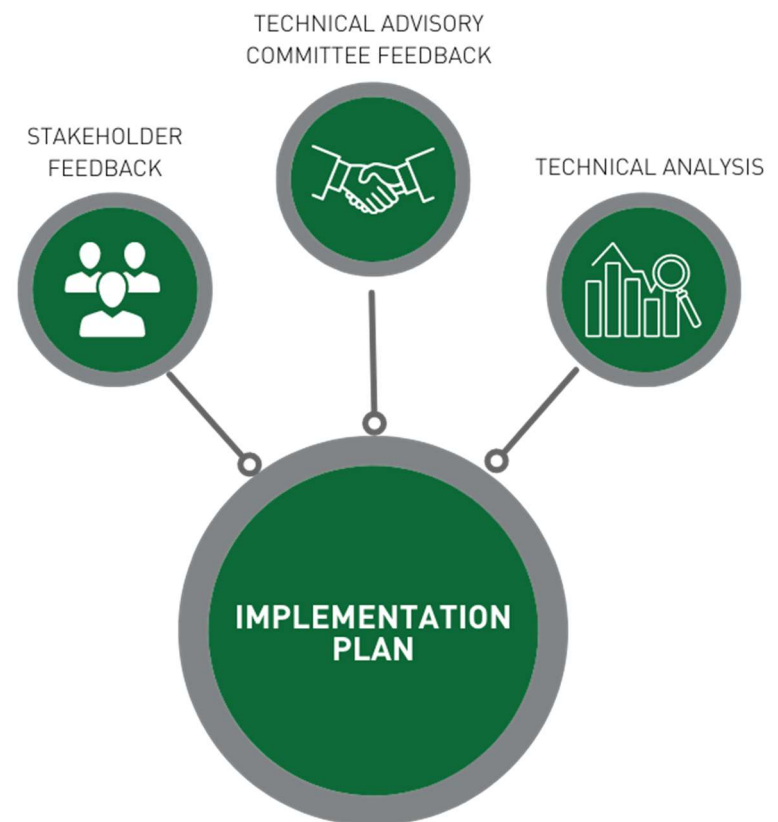 TECHNICAL ADVISORY
COMMITTEE FEEDBACK
STAKEHOLDER
FEEDBACK
TECHNICAL ANALYSIS
IMPLEMENTATION
PLAN